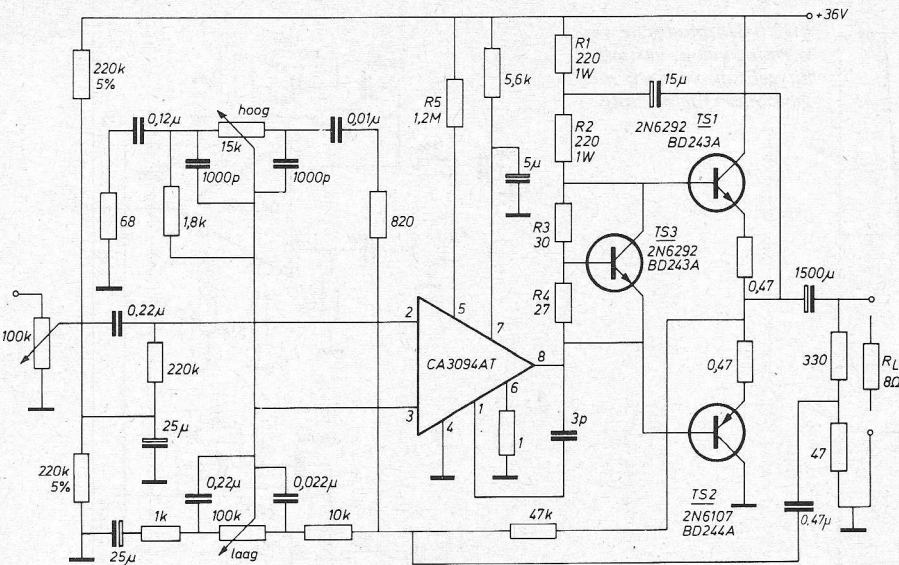 +36V
220k
5%
0,12µ
hoog
15k
0,01µ
1000p
1000p
68
1,8k
820
R5
1,2M
5,6k
5µ
R1
220
1W
15µ
R2
220
1W
TS1
2N6292
BD243A
R3
30
TS3
2N6292
BD243A
R4
27
0,47
1500µ
100k
0,22µ
220k
25µ
2
3
5
7
CA3094AT
8
6
1
4
1
3p
0,47
330
RL
8Ω
47
220k
5%
0,22µ
0,022µ
25µ
1k
100k
laag
10k
47k
TS2
2N6107
BD244A
0,47µ